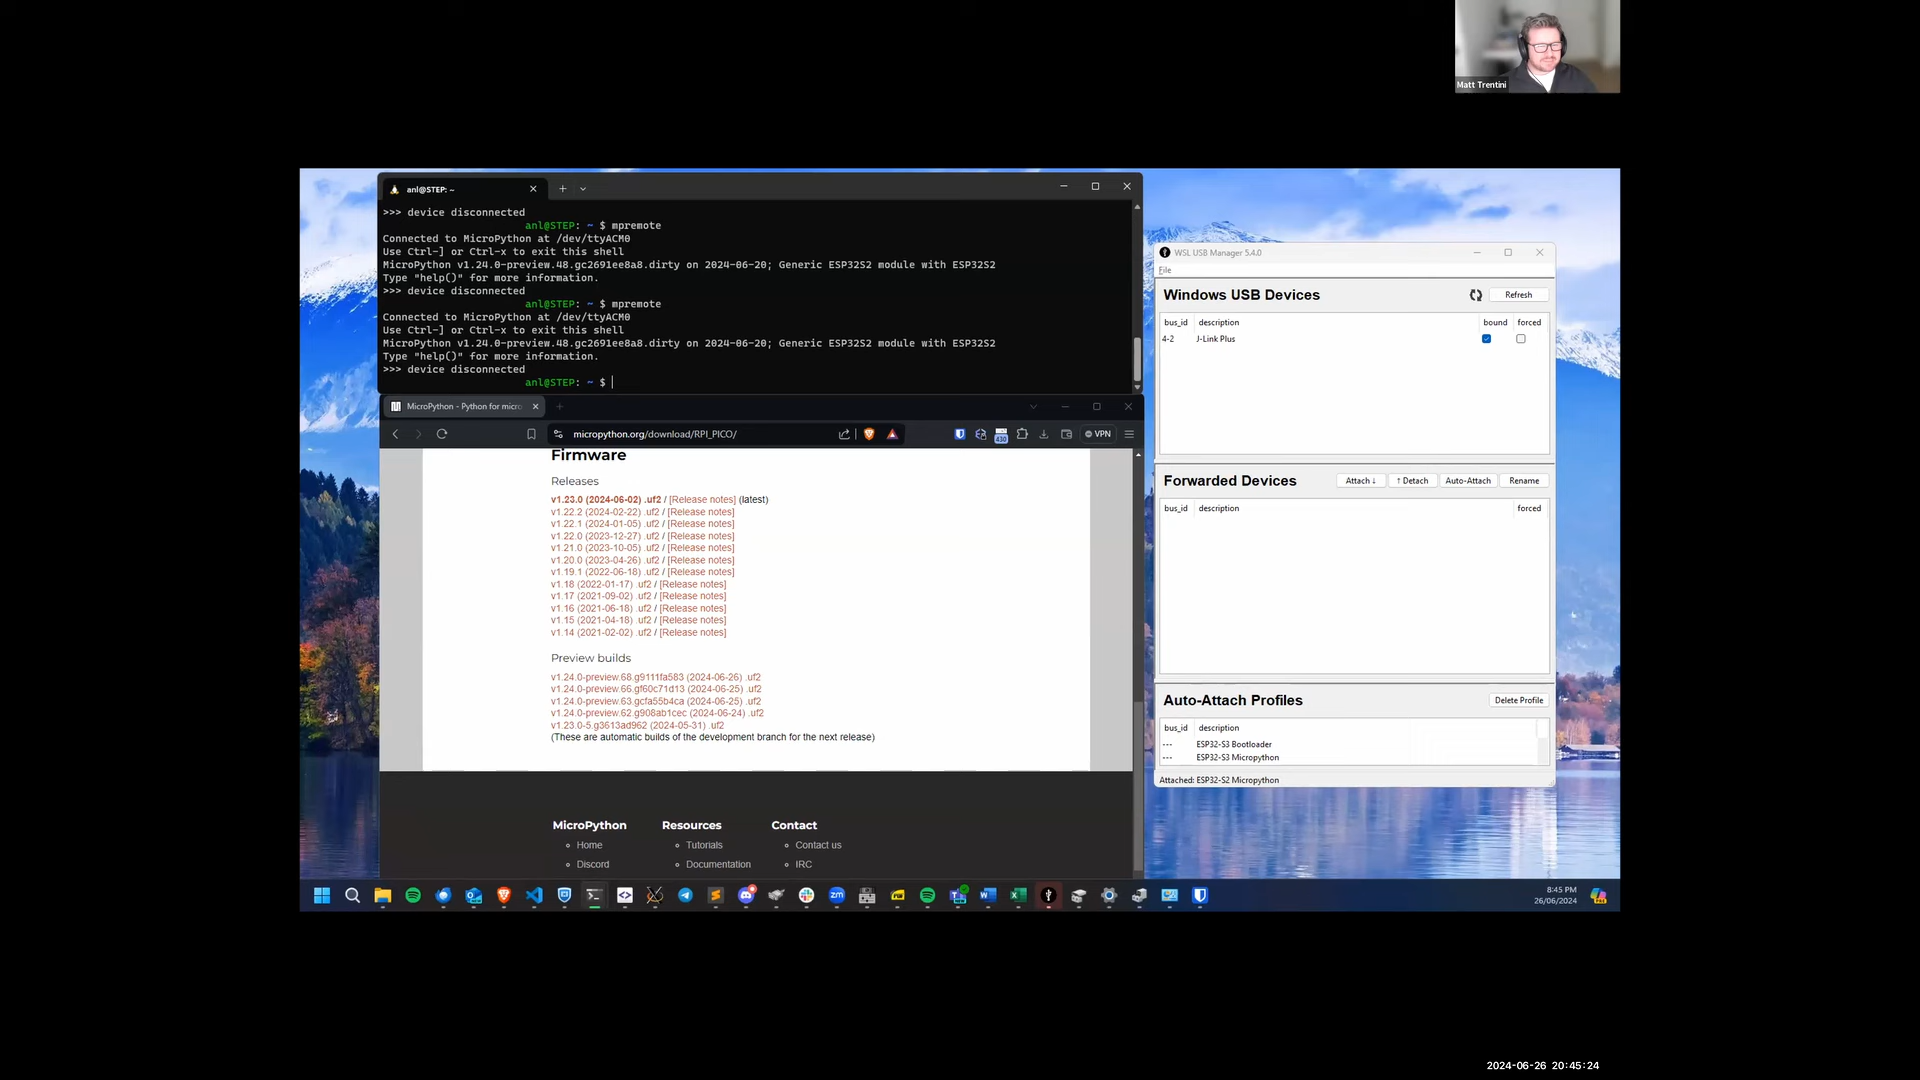 Matt Trentini
anl@STEP: ~
>>> device disconnected
anl@STEP: ~ $ mpremote
Connected to MicroPython at /dev/ttyACM0
Use Ctrl-] or Ctrl-x to exit this shell
MicroPython v1.24.0-preview.48.gc2691ee8a8.dirty on 2024-06-20; Generic ESP32S2 module with ESP32S2
Type "help()" for more information.
>>> device disconnected
anl@STEP: ~ $ mpremote
Connected to MicroPython at /dev/ttyACM0
Use Ctrl-] or Ctrl-x to exit this shell
MicroPython v1.24.0-preview.48.gc2691ee8a8.dirty on 2024-06-20; Generic ESP32S2 module with ESP32S2
Type "help()" for more information.
>>> device disconnected
anl@STEP: ~ $
MicroPython - Python for micro
micropython.org/download/RPI_PICO/
430
VPN
Firmware
Releases
v1.23.0 (2024-06-02) .uf2 / [Release notes] (latest)
v1.22.2 (2024-02-22) .uf2 / [Release notes]
v1.22.1 (2024-01-05) .uf2 / [Release notes]
v1.22.0 (2023-12-27) .uf2 / [Release notes]
v1.21.0 (2023-10-05) .uf2 / [Release notes]
v1.20.0 (2023-04-26) .uf2 / [Release notes]
v1.19.1 (2022-06-18) .uf2 / [Release notes]
v1.18 (2022-01-17) .uf2 / [Release notes]
v1.17 (2021-09-02) .uf2 / [Release notes]
v1.16 (2021-06-18) .uf2 / [Release notes]
v1.15 (2021-04-18) .uf2 / [Release notes]
v1.14 (2021-02-02) .uf2 / [Release notes]
Preview builds
v1.24.0-preview.68.g9111fa583 (2024-06-26) .uf2
v1.24.0-preview.66.gf60c71d13 (2024-06-25) .uf2
v1.24.0-preview.63.gcfa55b4ca (2024-06-25) .uf2
v1.24.0-preview.62.g908ab1cec (2024-06-24) .uf2
v1.23.0-5.g3613ad962 (2024-05-31) .uf2
(These are automatic builds of the development branch for the next release)
MicroPython Resources Contact
Home Tutorials Contact us
Discord Documentation IRC
WSL USB Manager 5.4.0
File
Windows USB Devices Refresh
bus_id description bound forced
4-2 J-Link Plus
Forwarded Devices Attach ↓ ↑ Detach Auto-Attach Rename
bus_id description forced
Auto-Attach Profiles Delete Profile
bus_id description
--- ESP32-S3 Bootloader
--- ESP32-S3 Micropython
Attached: ESP32-S2 Micropython
8:45 PM
26/06/2024
2024-06-26 20:45:24